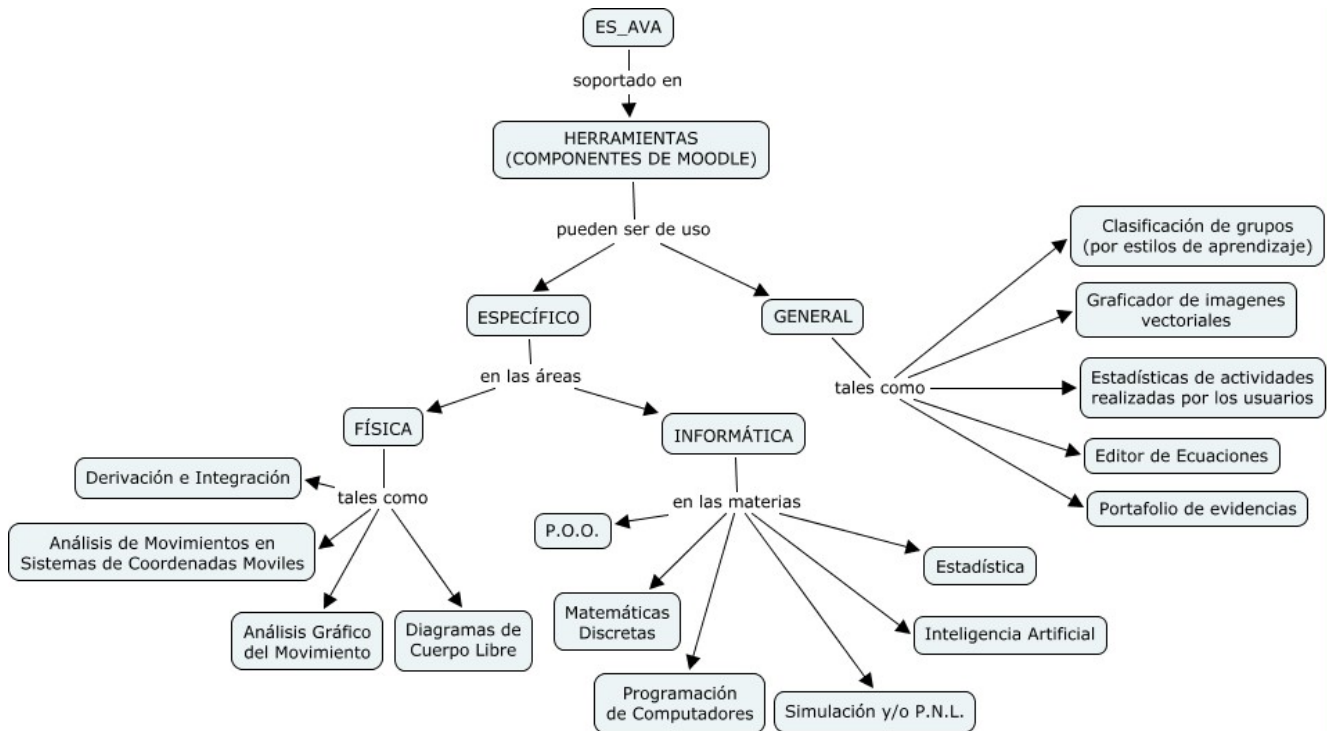 ES_AVA
soportado en
HERRAMIENTAS
(COMPONENTES DE MOODLE)
pueden ser de uso
ESPECÍFICO
GENERAL
en las áreas
tales como
Clasificación de grupos
(por estilos de aprendizaje)
Graficador de imagenes
vectoriales
Estadísticas de actividades
realizadas por los usuarios
Editor de Ecuaciones
Portafolio de evidencias
FÍSICA
INFORMÁTICA
tales como
Derivación e Integración
Análisis de Movimientos en
Sistemas de Coordenadas Moviles
Análisis Gráfico
del Movimiento
Diagramas de
Cuerpo Libre
en las materias
P.O.O.
Matemáticas
Discretas
Programación
de Computadores
Simulación y/o P.N.L.
Inteligencia Artificial
Estadística